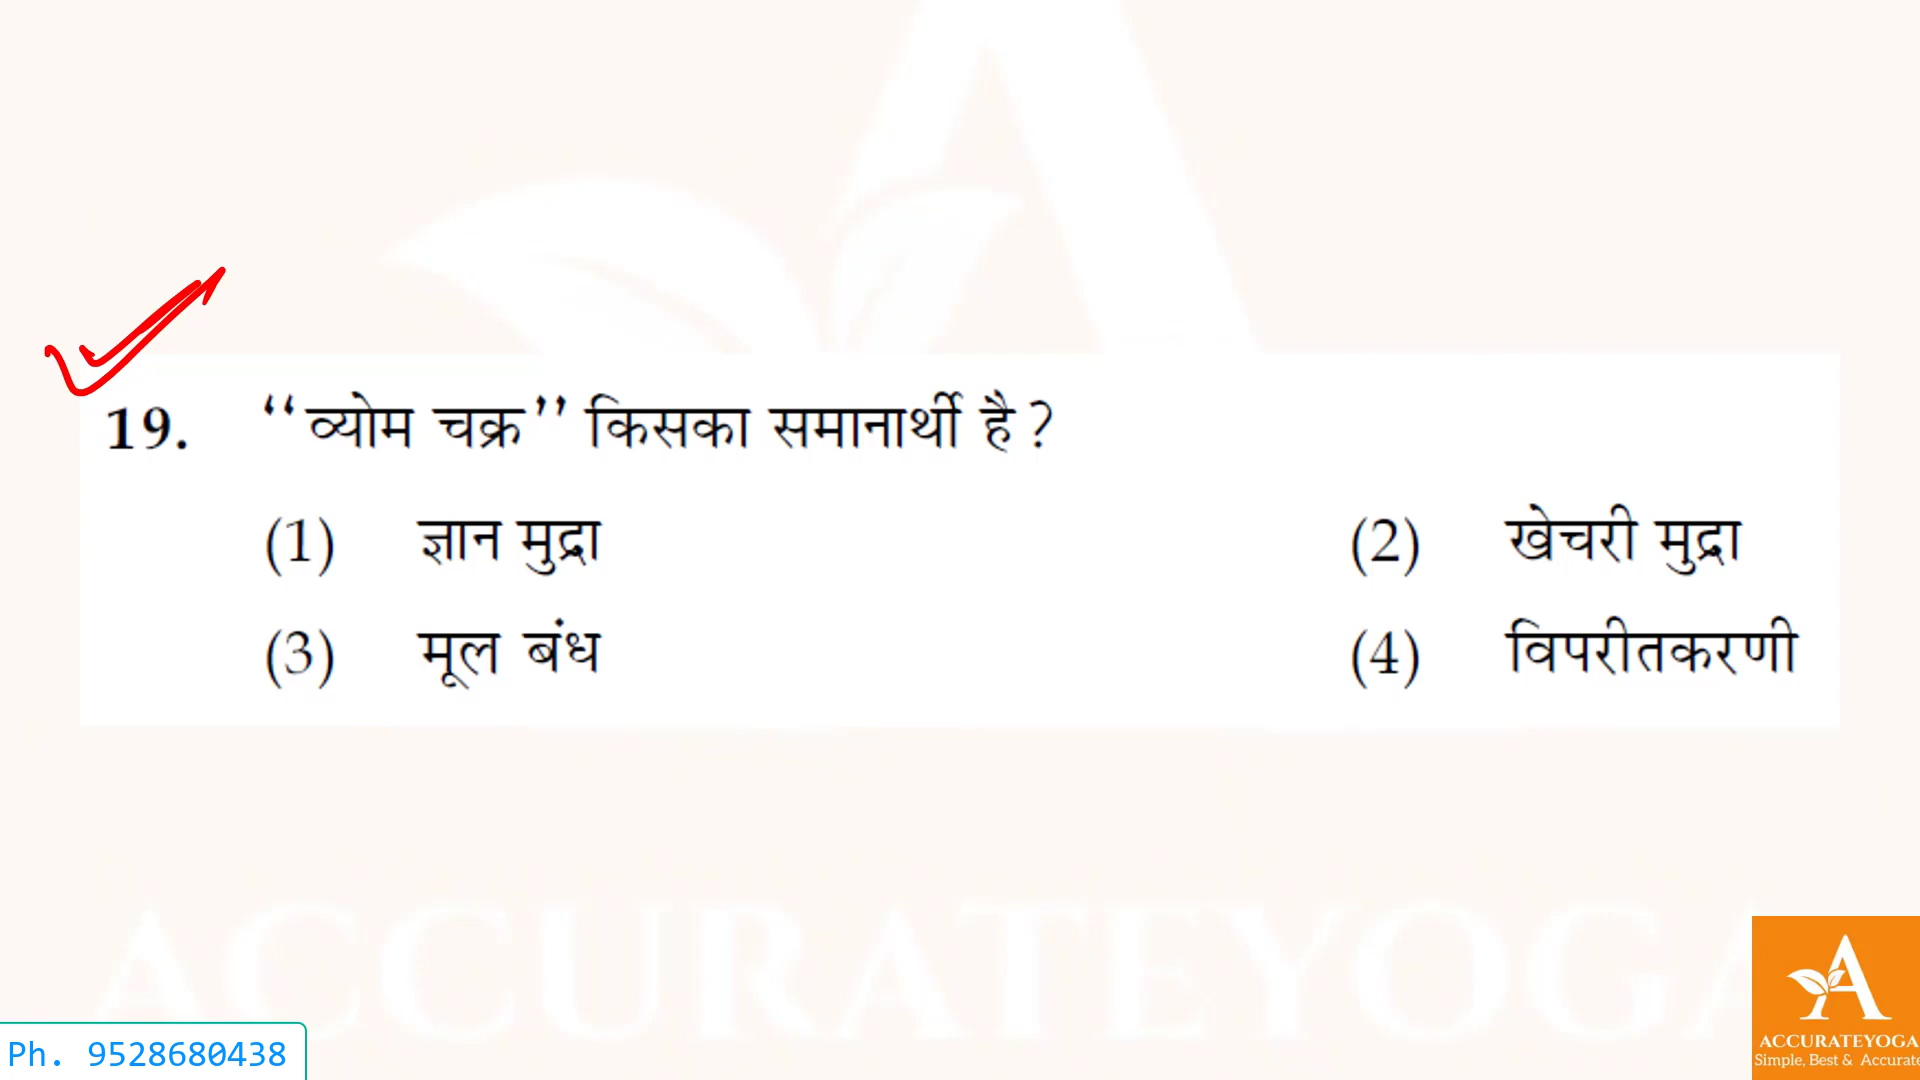 19. ‘‘व्योम चक्र’’ किसका समानार्थी है ?
(1) ज्ञान मुद्रा (2) खेचरी मुद्रा
(3) मूल बंध (4) विपरीतकरणी
ACCURATEYOGA
Ph. 9528680438
ACCURATEYOGA
Simple, Best & Accurate